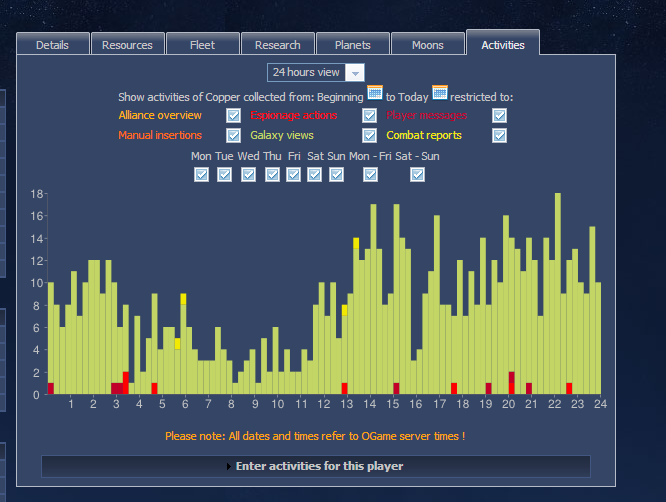 Details Resources Fleet Research Planets Moons Activities
24 hours view
Show activities of Copper collected from: Beginning to Today restricted to:
Alliance overview Espionage actions Player messages
Manual insertions Galaxy views Combat reports
Mon Tue Wed Thu Fri Sat Sun Mon - Fri Sat - Sun
18
16
14
12
10
8
6
4
2
0
1 2 3 4 5 6 7 8 9 10 11 12 13 14 15 16 17 18 19 20 21 22 23 24
Please note: All dates and times refer to OGame server times !
Enter activities for this player